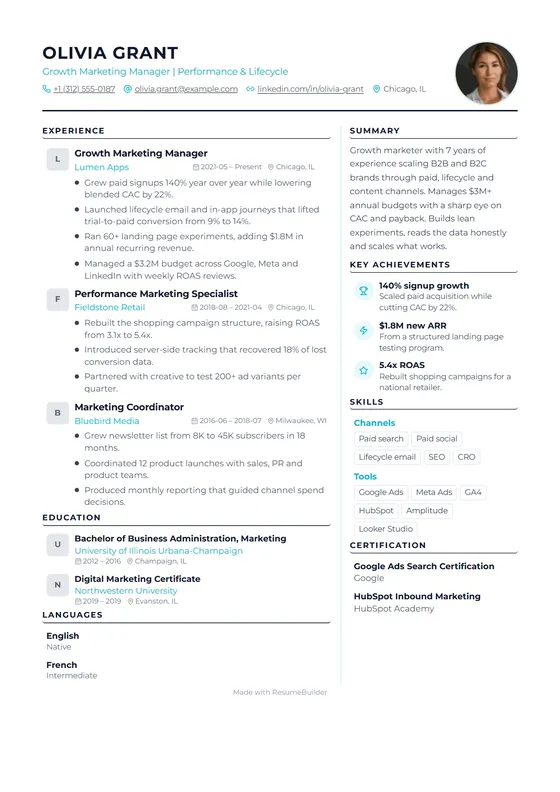 OLIVIA GRANT
Growth Marketing Manager | Performance & Lifecycle
+1 (312) 555-0187 olivia.grant@example.com linkedin.com/in/olivia-grant Chicago, IL
EXPERIENCE
L
Growth Marketing Manager
Lumen Apps 2021-05 – Present Chicago, IL
Grew paid signups 140% year over year while lowering
blended CAC by 22%.
Launched lifecycle email and in-app journeys that lifted
trial-to-paid conversion from 9% to 14%.
Ran 60+ landing page experiments, adding $1.8M in
annual recurring revenue.
Managed a $3.2M budget across Google, Meta and
LinkedIn with weekly ROAS reviews.
F
Performance Marketing Specialist
Fieldstone Retail 2018-08 – 2021-04 Chicago, IL
Rebuilt the shopping campaign structure, raising ROAS
from 3.1x to 5.4x.
Introduced server-side tracking that recovered 18% of lost
conversion data.
Partnered with creative to test 200+ ad variants per
quarter.
B
Marketing Coordinator
Bluebird Media 2016-06 – 2018-07 Milwaukee, WI
Grew newsletter list from 8K to 45K subscribers in 18
months.
Coordinated 12 product launches with sales, PR and
product teams.
Produced monthly reporting that guided channel spend
decisions.
EDUCATION
U
Bachelor of Business Administration, Marketing
University of Illinois Urbana-Champaign
2012 – 2016 Champaign, IL
N
Digital Marketing Certificate
Northwestern University
2019 – 2019 Evanston, IL
LANGUAGES
English
Native
French
Intermediate
SUMMARY
Growth marketer with 7 years of
experience scaling B2B and B2C
brands through paid, lifecycle and
content channels. Manages $3M+
annual budgets with a sharp eye on
CAC and payback. Builds lean
experiments, reads the data honestly
and scales what works.
KEY ACHIEVEMENTS
140% signup growth
Scaled paid acquisition while
cutting CAC by 22%.
$1.8M new ARR
From a structured landing page
testing program.
5.4x ROAS
Rebuilt shopping campaigns for a
national retailer.
SKILLS
Channels
Paid search Paid social
Lifecycle email SEO CRO
Tools
Google Ads Meta Ads GA4
HubSpot Amplitude
Looker Studio
CERTIFICATION
Google Ads Search Certification
Google
HubSpot Inbound Marketing
HubSpot Academy
Made with ResumeBuilder